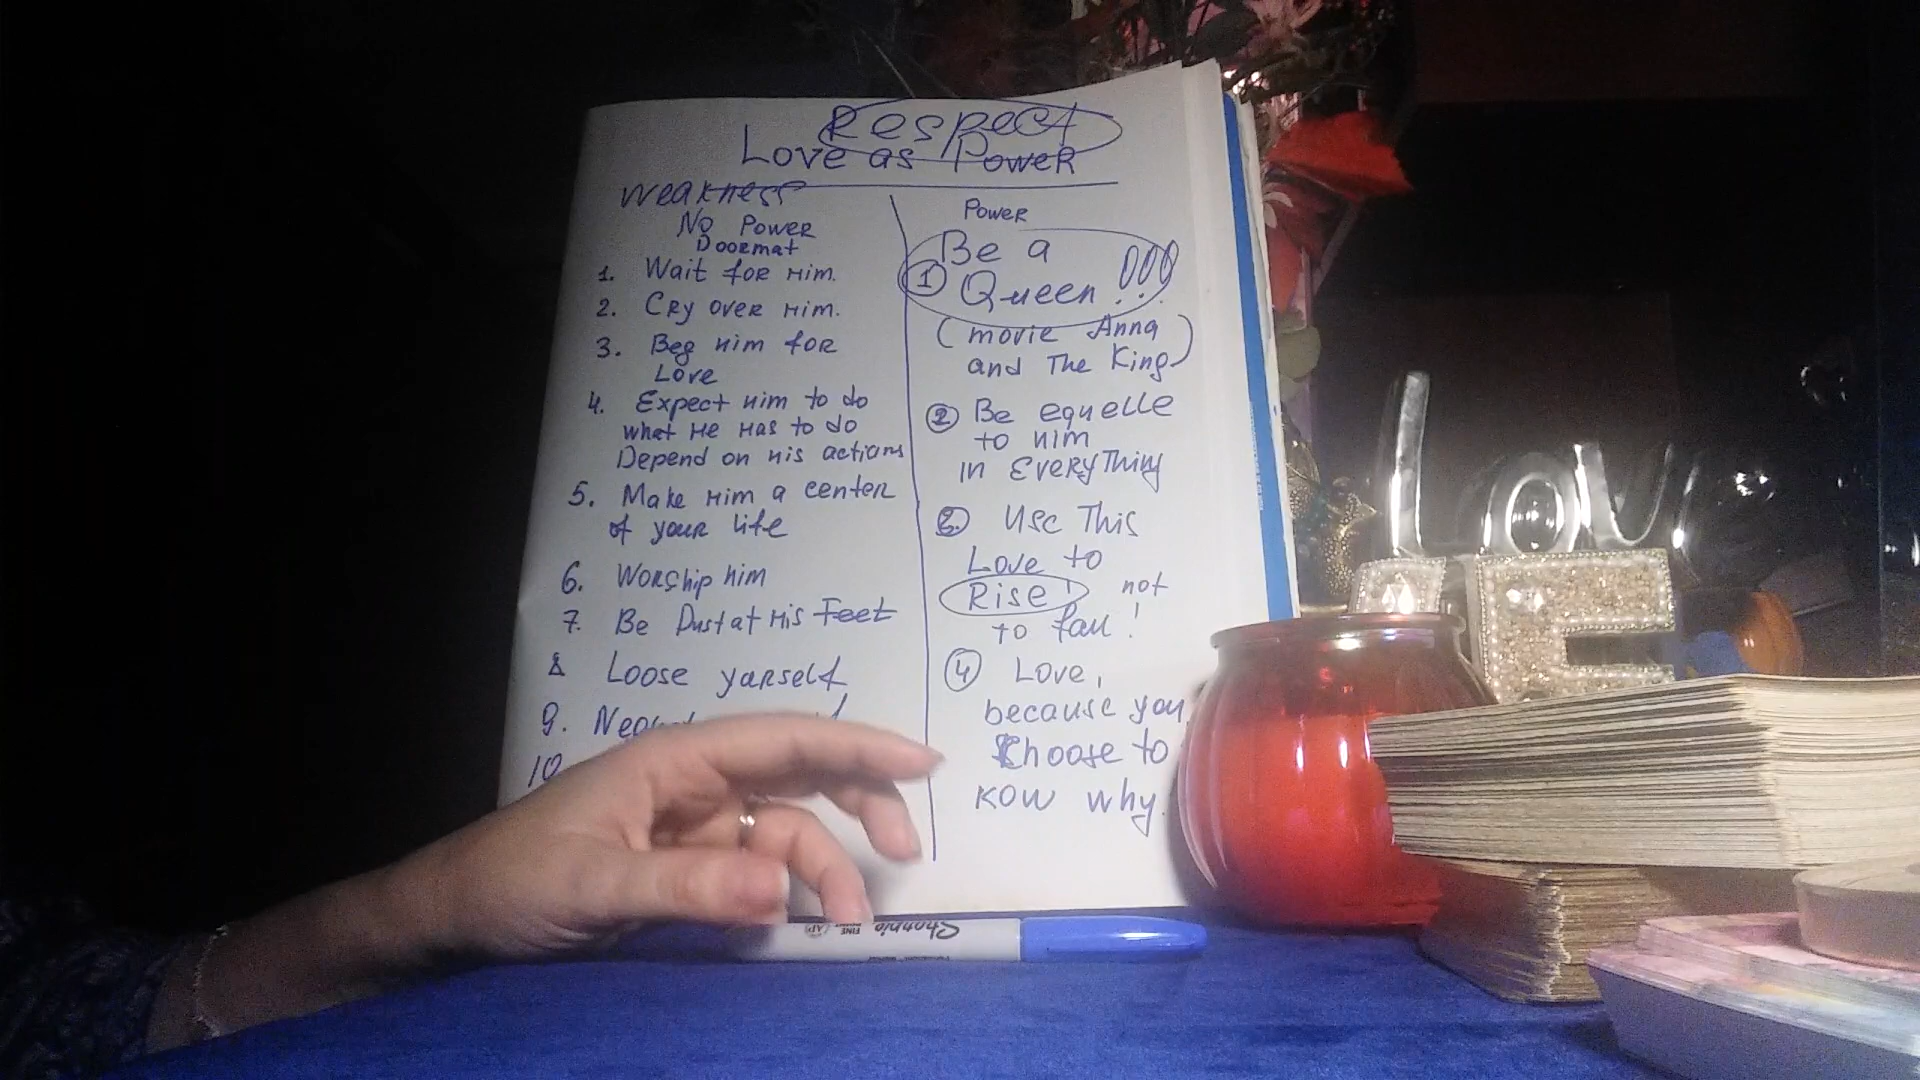 Respect
Love as Power
Weakness
No Power
Doormat
1. Wait for Him.
2. Cry over Him.
3. Beg him for
Love
4. Expect him to do
what He Has to do
Depend on his actions
5. Make Him a center
of your life
6. Worship him
7. Be Dust at His Feet
8 Loose yarself
9.
10
Power
Be a
1 Queen!!!
(movie Anna
and The King)
2 Be equelle
to him
in EveryThing
3. Use This
Love to
Rise! not
to fall!
4 Love,
because you
Choose to
kow why.
Sharpie
FINE
AP
LOVE